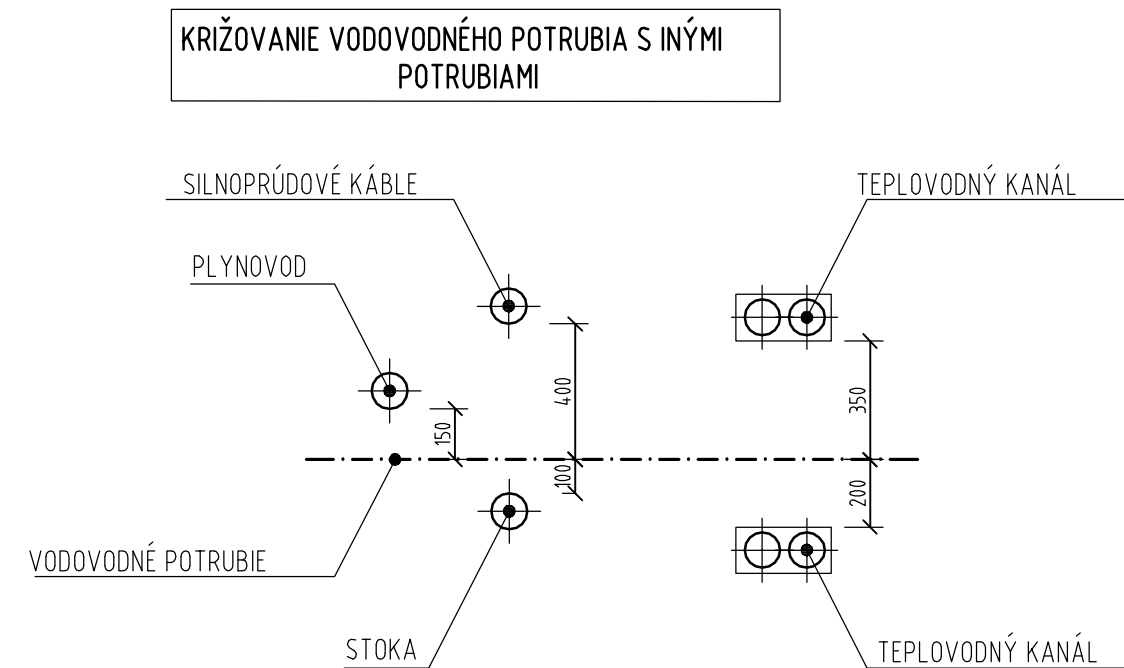 KRIŽOVANIE VODOVODNÉHO POTRUBIA S INÝMI
POTRUBIAMI
SILNOPRÚDOVÉ KÁBLE
TEPLOVODNÝ KANÁL
PLYNOVOD
400
350
150
100
200
VODOVODNÉ POTRUBIE
STOKA
TEPLOVODNÝ KANÁL